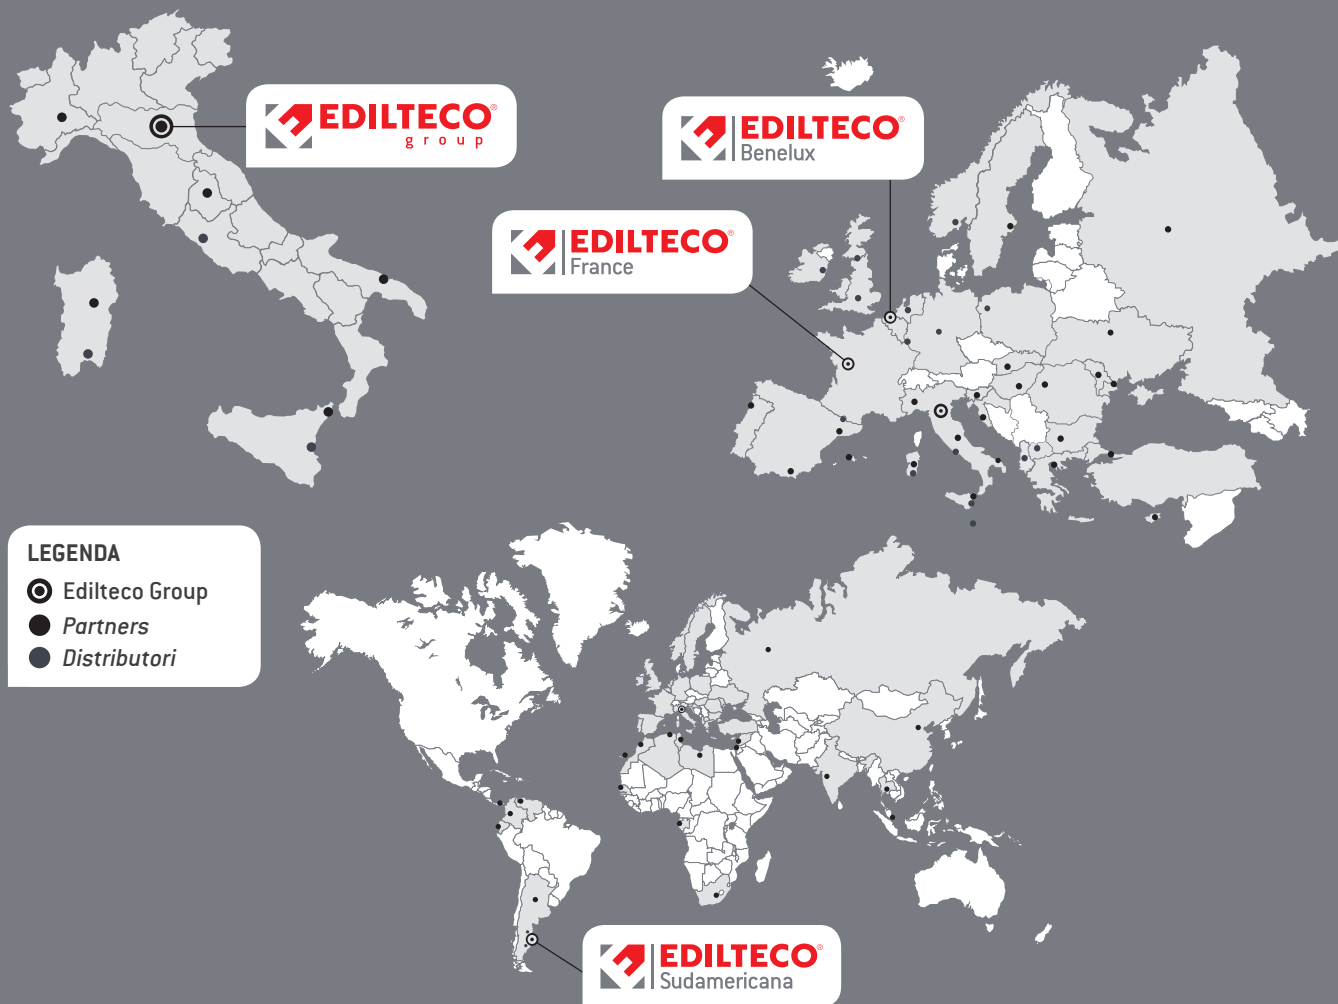 EDILTECO®
group
EDILTECO®
Benelux
EDILTECO®
France
LEGENDA
Edilteco Group
Partners
Distributori
EDILTECO®
Sudamericana